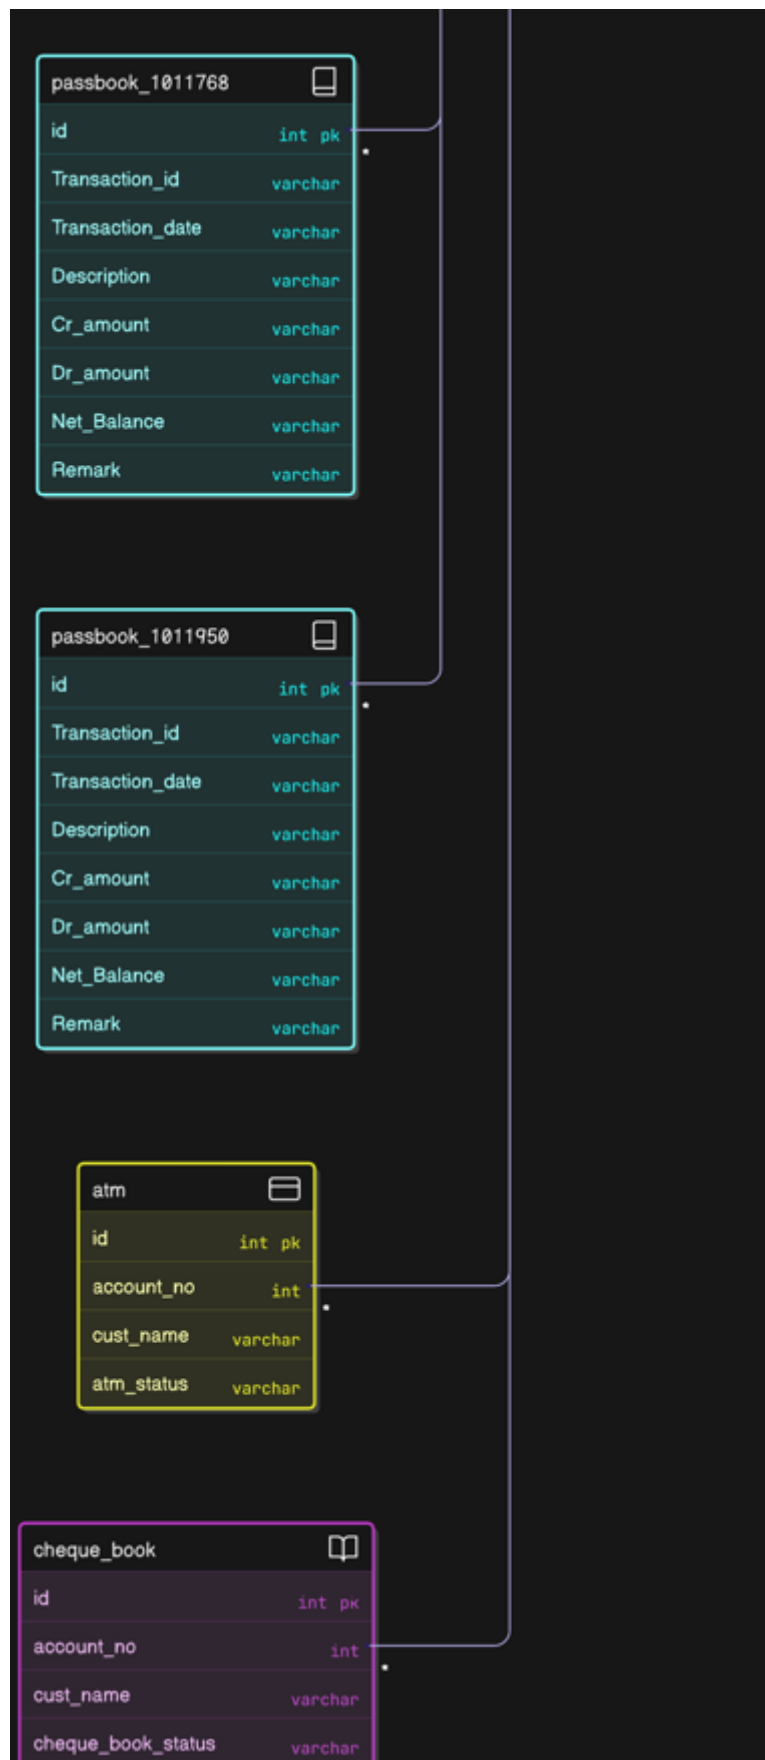 passbook_1011768
id int pk
*
Transaction_id varchar
Transaction_date varchar
Description varchar
Cr_amount varchar
Dr_amount varchar
Net_Balance varchar
Remark varchar
passbook_1011950
id int pk
*
Transaction_id varchar
Transaction_date varchar
Description varchar
Cr_amount varchar
Dr_amount varchar
Net_Balance varchar
Remark varchar
atm
id int pk
account_no int
*
cust_name varchar
atm_status varchar
cheque_book
id int pk
account_no int
*
cust_name varchar
cheque_book_status varchar